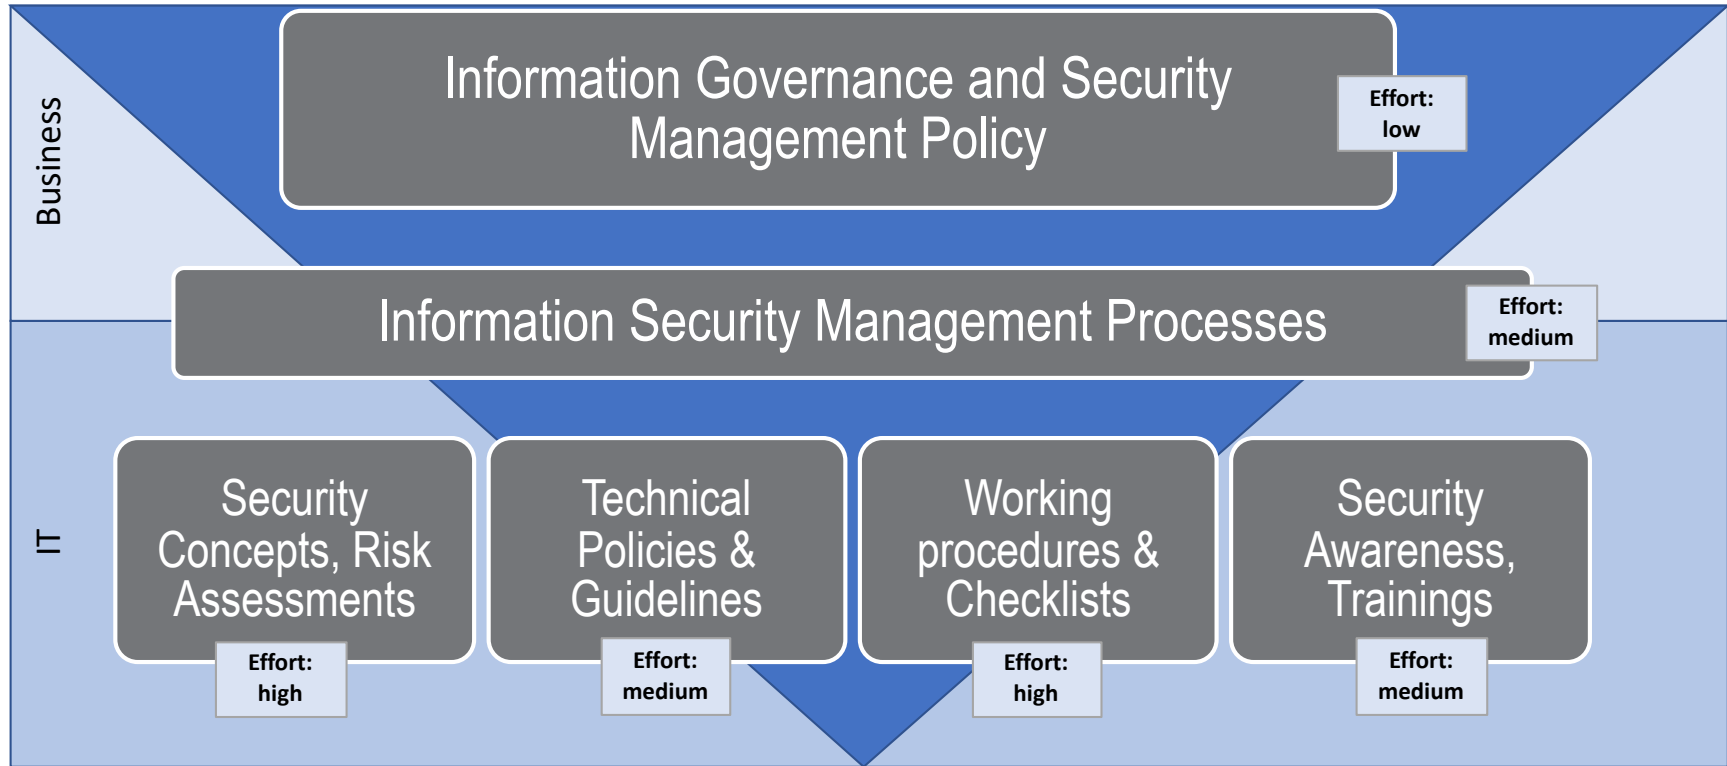 Business
Information Governance and Security
Management Policy
Effort:
low
Information Security Management Processes
Effort:
medium
IT
Security
Concepts, Risk
Assessments
Effort:
high
Technical
Policies &
Guidelines
Effort:
medium
Working
procedures &
Checklists
Effort:
high
Security
Awareness,
Trainings
Effort:
medium